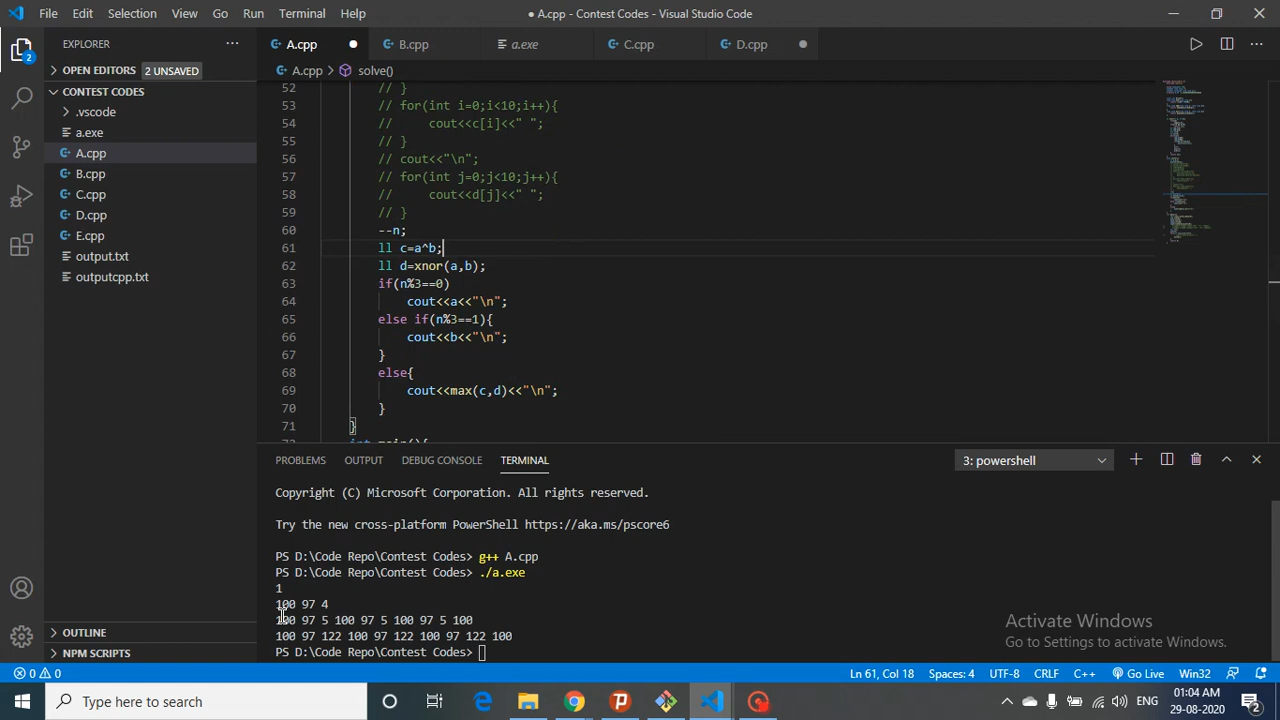 File Edit Selection View Go Run Terminal Help
● A.cpp - Contest Codes - Visual Studio Code
EXPLORER
A.cpp
B.cpp
a.exe
C.cpp
D.cpp
OPEN EDITORS 2 UNSAVED
A.cpp > solve()
CONTEST CODES
.vscode
a.exe
A.cpp
B.cpp
C.cpp
D.cpp
E.cpp
output.txt
outputcpp.txt
52 // }
53 // for(int i=0;i<10;i++){
54 //     cout<<c[i]<<" ";
55 // }
56 // cout<<"\n";
57 // for(int j=0;j<10;j++){
58 //     cout<<d[j]<<" ";
59 // }
60 --n;
61 ll c=a^b;
62 ll d=xnor(a,b);
63 if(n%3==0)
64     cout<<a<<"\n";
65 else if(n%3==1){
66     cout<<b<<"\n";
67 }
68 else{
69     cout<<max(c,d)<<"\n";
70 }
71 }
PROBLEMS OUTPUT DEBUG CONSOLE TERMINAL
3: powershell
Copyright (C) Microsoft Corporation. All rights reserved.
Try the new cross-platform PowerShell https://aka.ms/pscore6
PS D:\Code Repo\Contest Codes> g++ A.cpp
PS D:\Code Repo\Contest Codes> ./a.exe
1
100 97 4
100 97 5 100 97 5 100 97 5 100
100 97 122 100 97 122 100 97 122 100
PS D:\Code Repo\Contest Codes>
OUTLINE
NPM SCRIPTS
Activate Windows
Go to Settings to activate Windows.
0 0
Ln 61, Col 18 Spaces: 4 UTF-8 CRLF C++ Go Live Win32
Type here to search
ENG
01:04 AM
29-08-2020
2